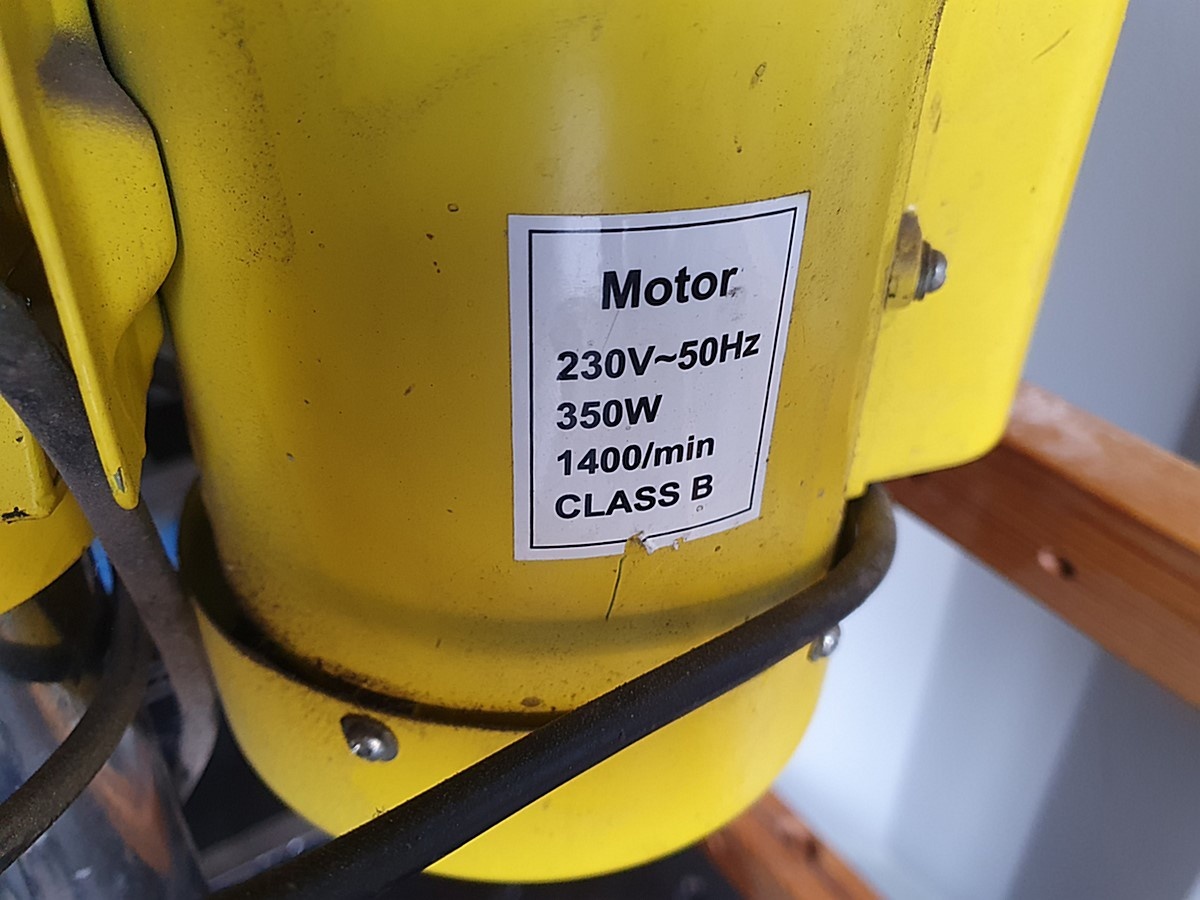 Motor
230V~50Hz
350W
1400/min
CLASS B